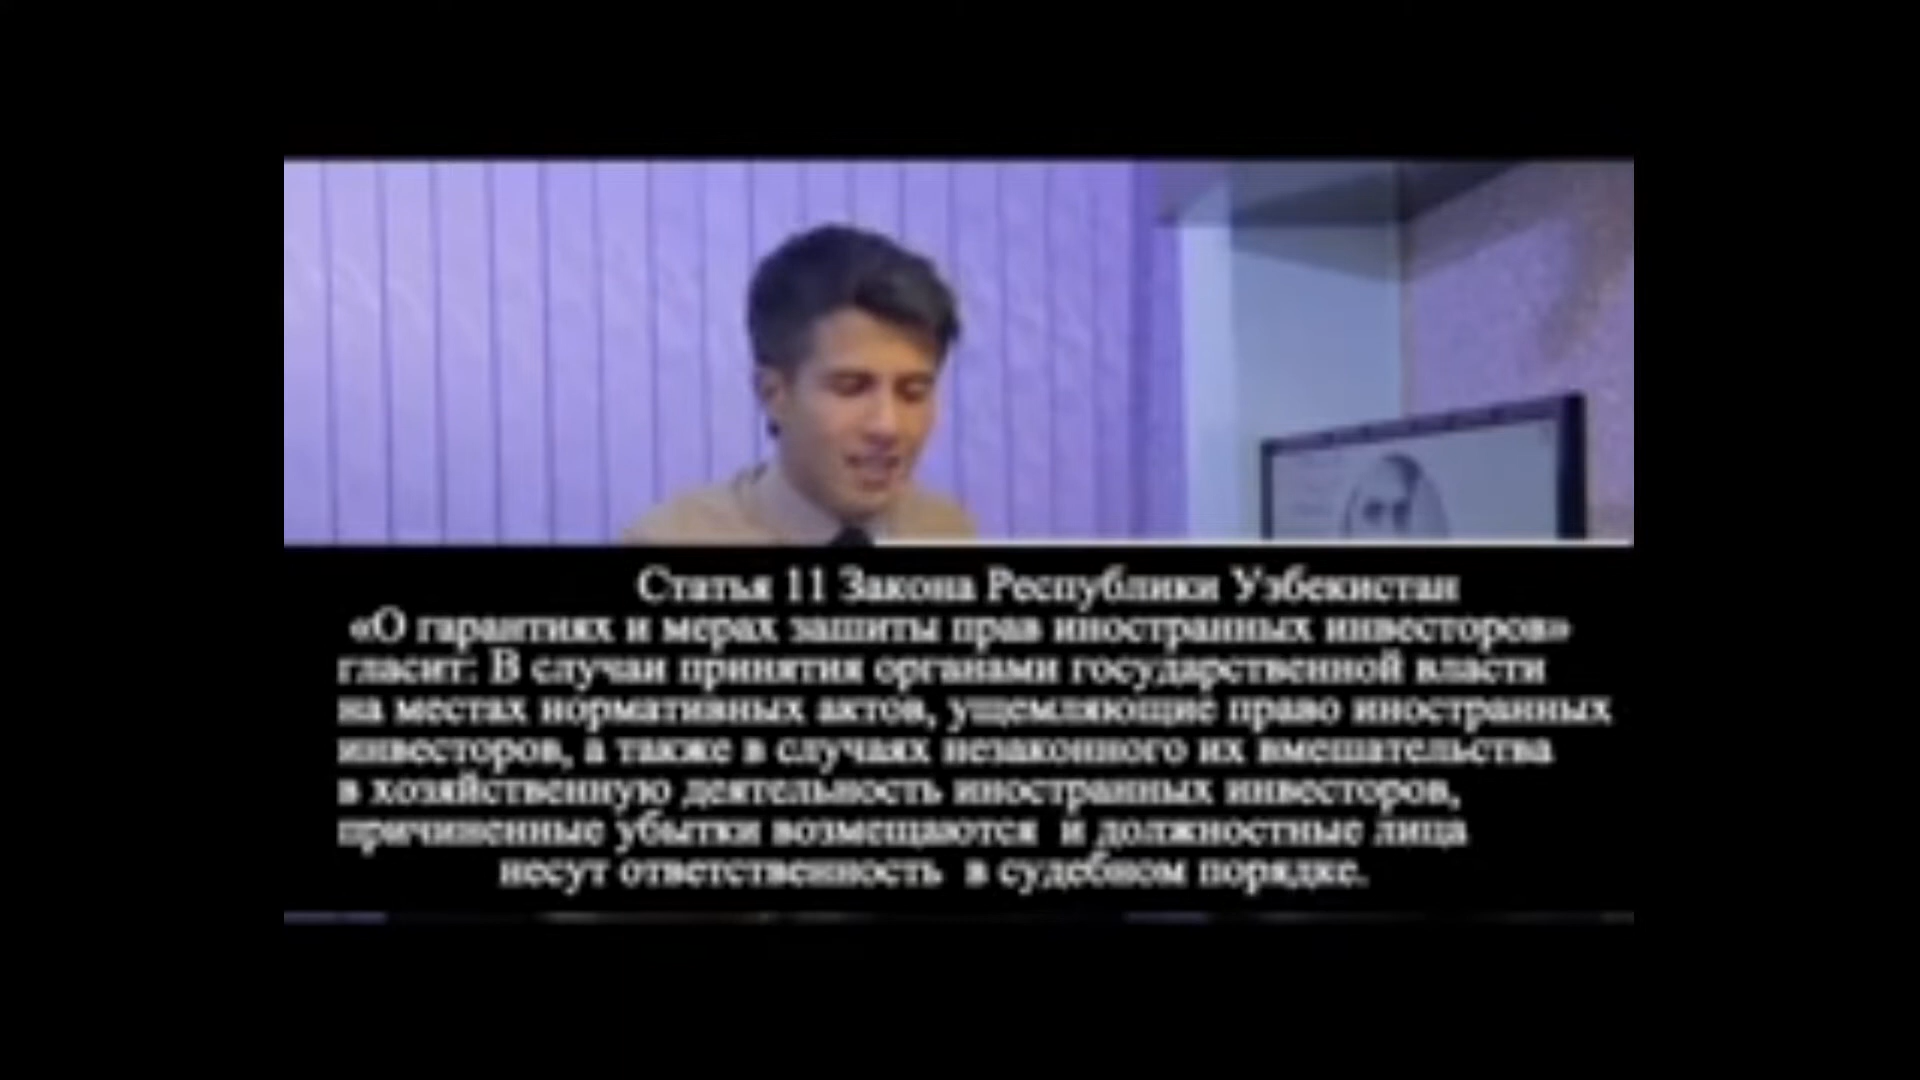 Статья 11 Закона Республики Узбекистан
«О гарантиях и мерах зашиты прав иностранных инвесторов»
гласит: В случаи принятия органами государственной власти
на местах нормативных актов, ущемляющие право иностранных
инвесторов, а также в случаях незаконного их вмешательства
в хозяйственную деятельность иностранных инвесторов,
причиненные убытки возмещаются и должностные лица
несут ответственность в судебном порядке.